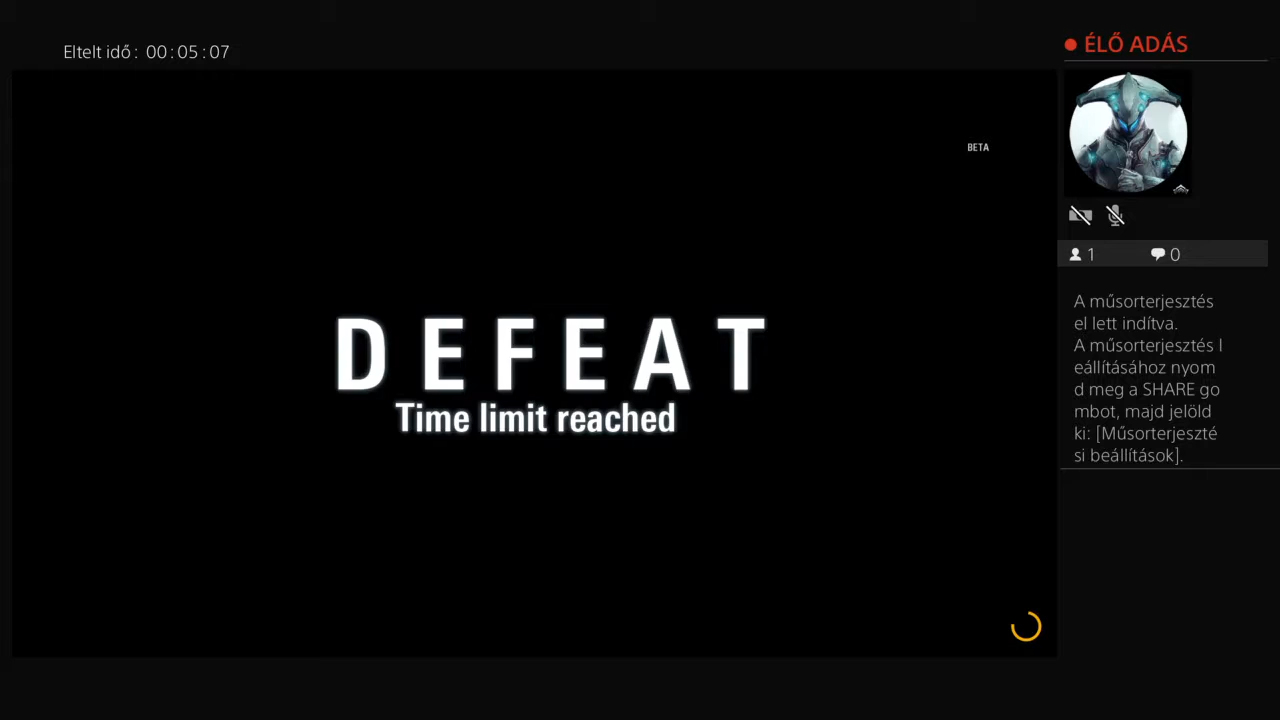 Eltelt idő : 00 : 05 : 07
ÉLŐ ADÁS
BETA
1
0
DEFEAT
Time limit reached
A műsorterjesztés
el lett indítva.
A műsorterjesztés l
eállításához nyom
d meg a SHARE go
mbot, majd jelöld
ki: [Műsorterjeszté
si beállítások].